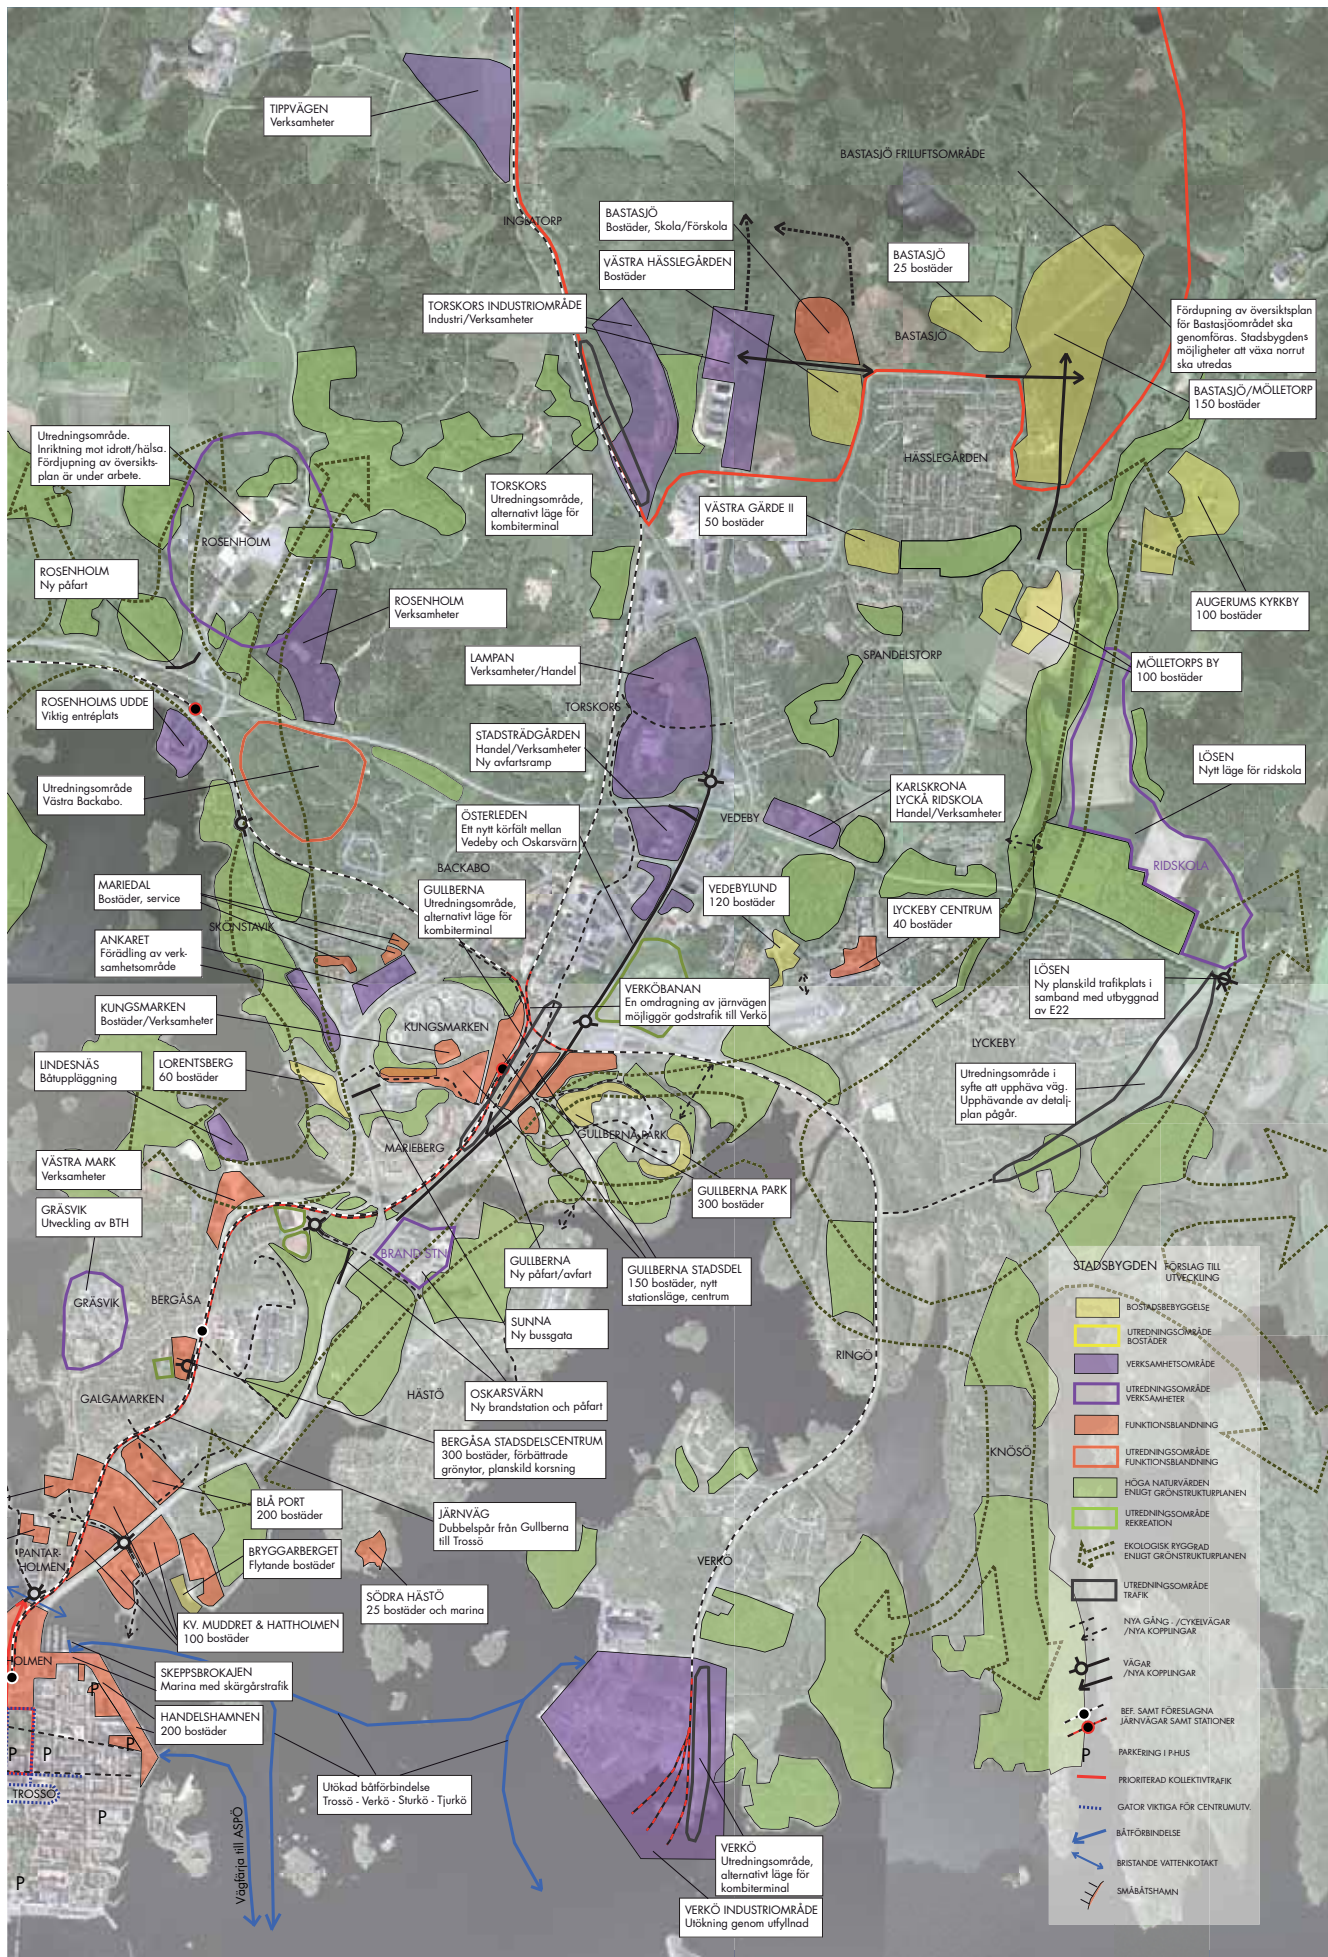 TIPPVÄGEN
Verksamheter
BASTASJÖ FRILUFTSOMRÅDE
INGLATORP
BASTASJÖ
Bostäder, Skola/Förskola
VÄSTRA HÄSSLEGÅRDEN
Bostäder
BASTASJÖ
25 bostäder
TORSKORS INDUSTRIOMRÅDE
Industri/Verksamheter
BASTASJÖ
Fördupning av översiktsplan
för Bastasjöområdet ska
genomföras. Stadsbygdens
möjligheter att växa norrut
ska utredas
BASTASJÖ/MÖLLETORP
150 bostäder
Utredningsområde.
Inriktning mot idrott/hälsa.
Fördjupning av översikts-
plan är under arbete.
HÄSSLEGÅRDEN
TORSKORS
Utredningsområde,
alternativt läge för
kombiterminal
VÄSTRA GÄRDE II
50 bostäder
ROSENHOLM
ROSENHOLM
Ny påfart
ROSENHOLM
Verksamheter
AUGERUMS KYRKBY
100 bostäder
LAMPAN
Verksamheter/Handel
SPANDELSTORP
MÖLLETORPS BY
100 bostäder
ROSENHOLMS UDDE
Viktig entréplats
TORSKORS
STADSTRÄDGÅRDEN
Handel/Verksamheter
Ny avfartsramp
LÖSEN
Nytt läge för ridskola
Utredningsområde
Västra Backabo.
KARLSKRONA
LYCKÅ RIDSKOLA
Handel/Verksamheter
ÖSTERLEDEN
Ett nytt körfält mellan
Vedeby och Oskarsvärn
VEDEBY
BACKABO
RIDSKOLA
MARIEDAL
Bostäder, service
GULLBERNA
Utredningsområde,
alternativt läge för
kombiterminal
VEDEBYLUND
120 bostäder
LYCKEBY CENTRUM
40 bostäder
SKÖNSTAVIK
ANKARET
Förädling av verk-
samhetsområde
LÖSEN
Ny planskild trafikplats i
samband med utbyggnad
av E22
VERKÖBANAN
En omdragning av järnvägen
möjliggör godstrafik till Verkö
KUNGSMARKEN
Bostäder/Verksamheter
KUNGSMARKEN
LYCKEBY
LINDESNÄS
Båtuppläggning
LORENTSBERG
60 bostäder
Utredningsområde i
syfte att upphäva väg.
Upphävande av detalj-
plan pågår.
MARIEBERG
GULLBERNA PARK
VÄSTRA MARK
Verksamheter
GULLBERNA PARK
300 bostäder
GRÄSVIK
Utveckling av BTH
BRAND STN
GULLBERNA
Ny påfart/avfart
GULLBERNA STADSDEL
150 bostäder, nytt
stationsläge, centrum
GRÄSVIK
BERGÅSA
SUNNA
Ny bussgata
RINGÖ
GALGAMARKEN
HÄSTÖ
OSKARSVÄRN
Ny brandstation och påfart
BERGÅSA STADSDELSCENTRUM
300 bostäder, förbättrade
grönytor, planskild korsning
KNÖSÖ
BLÅ PORT
200 bostäder
JÄRNVÄG
Dubbelspår från Gullberna
till Trossö
PANTAR-
HOLMEN
BRYGGARBERGET
Flytande bostäder
VERKÖ
SÖDRA HÄSTÖ
25 bostäder och marina
KV. MUDDRET & HATTHOLMEN
100 bostäder
HOLMEN
SKEPPSBROKAJEN
Marina med skärgårstrafik
P
HANDELSHAMNEN
200 bostäder
P
P
P
TROSSÖ
P
P
Utökad båtförbindelse
Trossö - Verkö - Sturkö - Tjurkö
Vägfärja till ASPÖ
VERKÖ
Utredningsområde,
alternativt läge för
kombiterminal
VERKÖ INDUSTRIOMRÅDE
Utökning genom utfyllnad
STADSBYGDEN FÖRSLAG TILL
UTVECKLING
BOSTADSBEBYGGELSE
UTREDNINGSOMRÅDE
BOSTÄDER
VERKSAMHETSOMRÅDE
UTREDNINGSOMRÅDE
VERKSAMHETER
FUNKTIONSBLANDNING
UTREDNINGSOMRÅDE
FUNKTIONSBLANDNING
HÖGA NATURVÄRDEN
ENLIGT GRÖNSTRUKTURPLANEN
UTREDNINGSOMRÅDE
REKREATION
EKOLOGISK RYGGRAD
ENLIGT GRÖNSTRUKTURPLANEN
UTREDNINGSOMRÅDE
TRAFIK
NYA GÅNG - /CYKELVÄGAR
/NYA KOPPLINGAR
VÄGAR
/NYA KOPPLINGAR
BEF. SAMT FÖRESLAGNA
JÄRNVÄGAR SAMT STATIONER
P PARKERING I P-HUS
PRIORITERAD KOLLEKTIVTRAFIK
GATOR VIKTIGA FÖR CENTRUMUTV.
BÅTFÖRBINDELSE
BRISTANDE VATTENKOTAKT
SMÅBÅTSHAMN